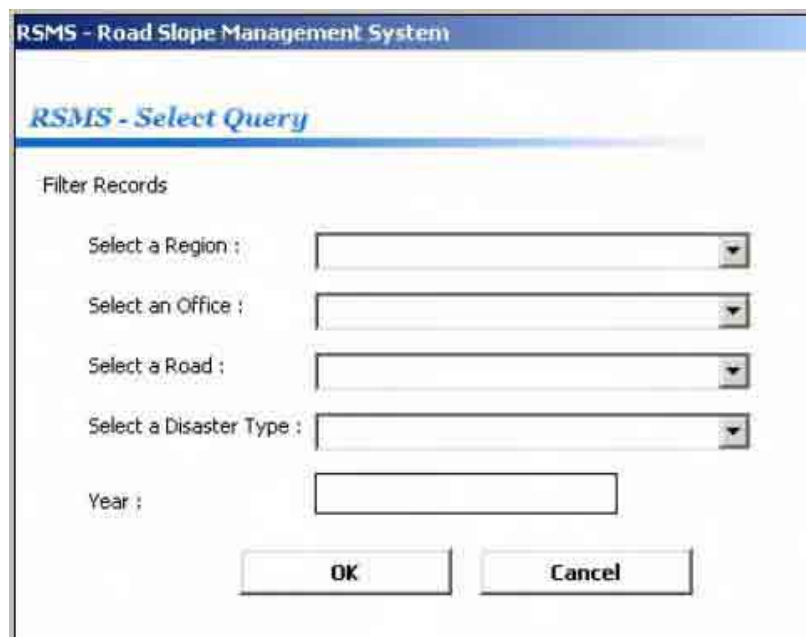 RSMS - Road Slope Management System
RSMS - Select Query
Filter Records
Select a Region :
Select an Office :
Select a Road :
Select a Disaster Type :
Year :
OK Cancel